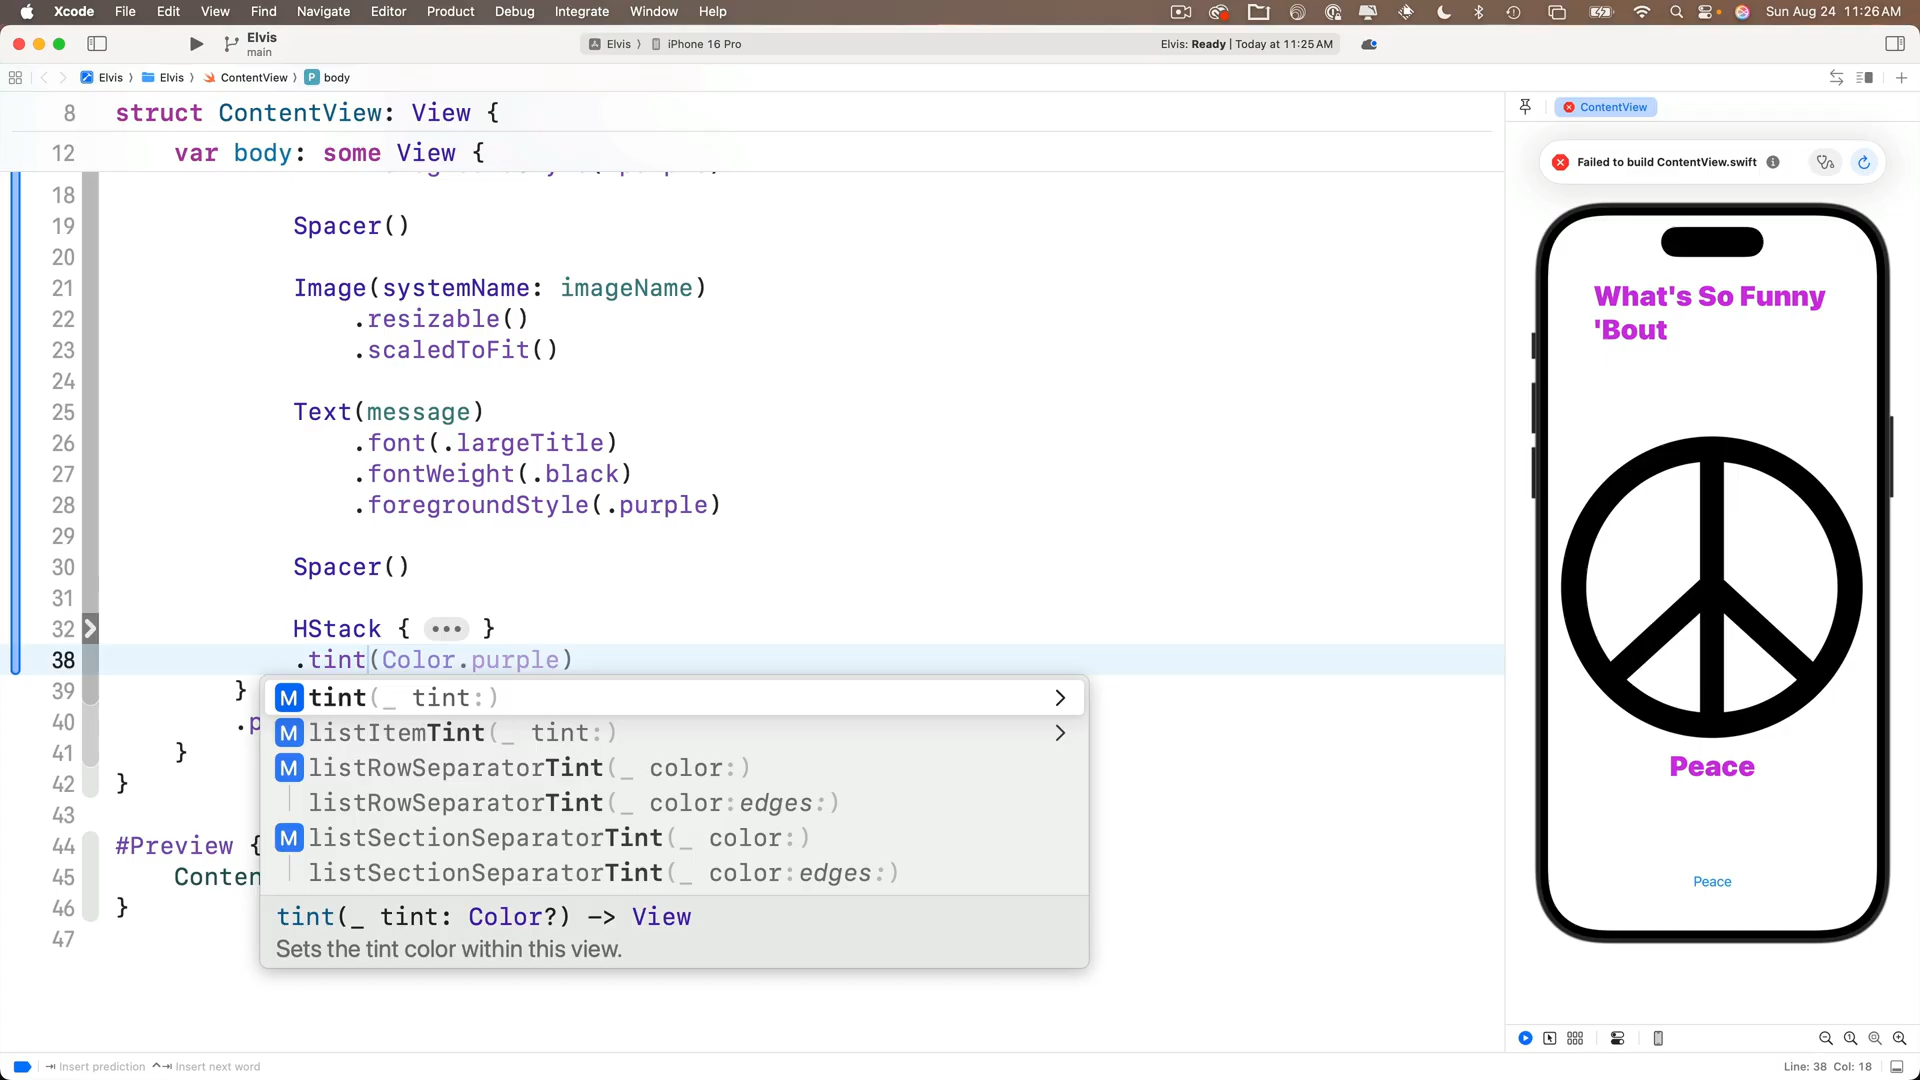 Xcode File Edit View Find Navigate Editor Product Debug Integrate Window Help Sun Aug 24 11:26 AM
Elvis
main
Elvis 〉 iPhone 16 Pro
Elvis: Ready | Today at 11:25 AM
Elvis 〉 Elvis 〉 ContentView 〉 P body
8 struct ContentView: View {
12 var body: some View {
18
19 Spacer()
20
21 Image(systemName: imageName)
22 .resizable()
23 .scaledToFit()
24
25 Text(message)
26 .font(.largeTitle)
27 .fontWeight(.black)
28 .foregroundStyle(.purple)
29
30 Spacer()
31
32 HStack { ••• }
38 .tint(Color.purple)
39 }
40 .p
41 }
42 }
43
44 #Preview {
45 Conten
46 }
47
M tint(_ tint:)
M listItemTint(_ tint:)
M listRowSeparatorTint(_ color:)
listRowSeparatorTint(_ color:edges:)
M listSectionSeparatorTint(_ color:)
listSectionSeparatorTint(_ color:edges:)
tint(_ tint: Color?) -> View
Sets the tint color within this view.
ContentView
Failed to build ContentView.swift
What's So Funny
'Bout
Peace
Peace
Insert prediction Insert next word
Line: 38 Col: 18